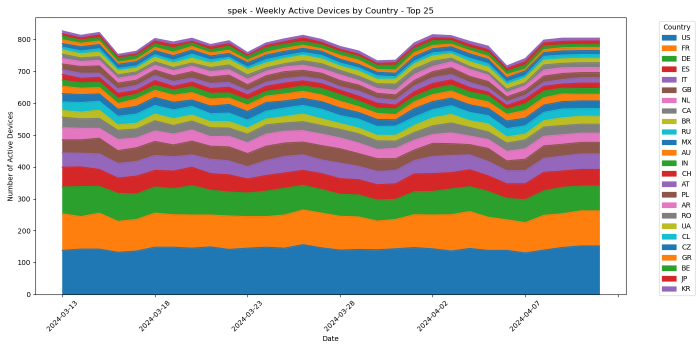 spek - Weekly Active Devices by Country - Top 25
Number of Active Devices
800
700
600
500
400
300
200
100
0
2024-03-13
2024-03-18
2024-03-23
2024-03-28
2024-04-02
2024-04-07
Date
Country
US
FR
DE
ES
IT
GB
NL
CA
BR
RU
MX
AU
IN
CH
AT
PL
AR
RO
UA
CL
CZ
GR
BE
JP
KR